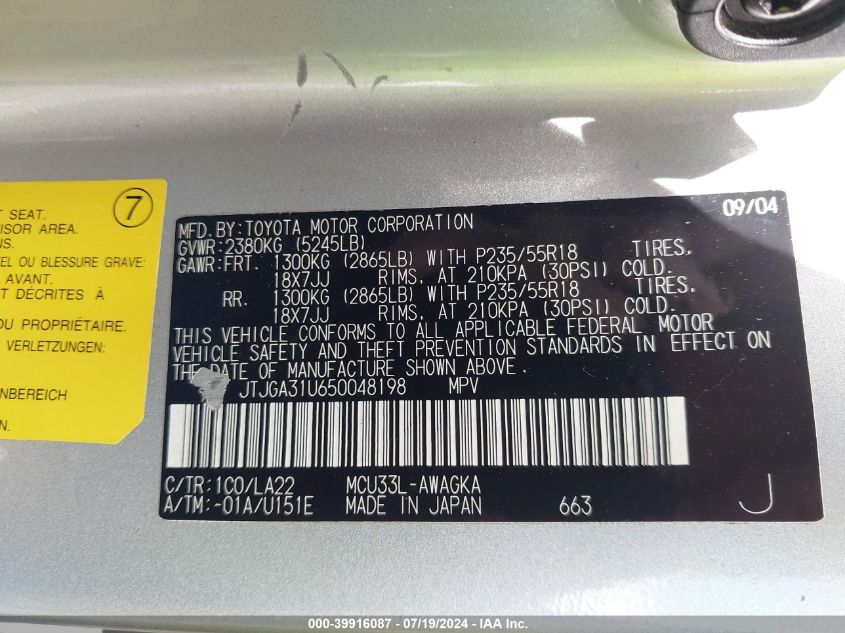 7
SEAT.
ISOR AREA.
NS.
EL OU BLESSURE GRAVE:
AVANT.
T DÉCRITES À
OU PROPRIÉTAIRE.
VERLETZUNGEN:
NBEREICH
N.
09/04
MFD. BY: TOYOTA MOTOR CORPORATION
GVWR: 2380KG (5245LB)
GAWR: FRT. 1300KG (2865LB) WITH P235/55R18 TIRES.
18X7JJ RIMS, AT 210KPA (30PSI) COLD.
RR. 1300KG (2865LB) WITH P235/55R18 TIRES.
18X7JJ RIMS, AT 210KPA (30PSI) COLD.
THIS VEHICLE CONFORMS TO ALL APPLICABLE FEDERAL MOTOR
VEHICLE SAFETY AND THEFT PREVENTION STANDARDS IN EFFECT ON
THE DATE OF MANUFACTURE SHOWN ABOVE.
JTJGA31U650048198 MPV
C/TR: 1C0/LA22 MCU33L-AWAGKA
A/TM: -01A/U151E MADE IN JAPAN 663 J
000-39916087 - 07/19/2024 - IAA Inc.